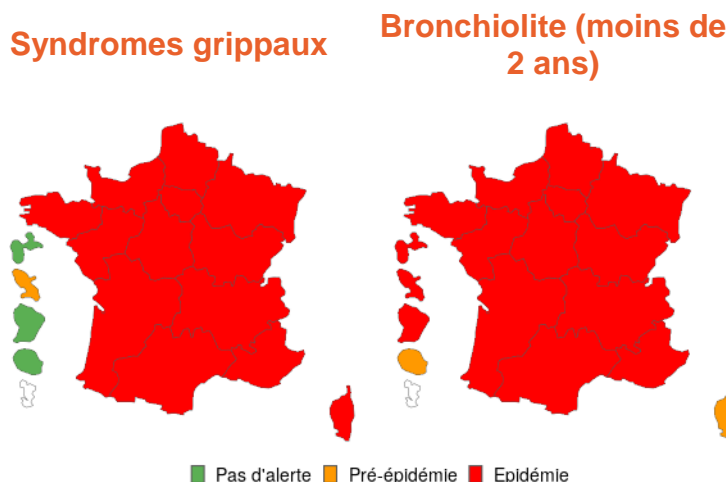 Syndromes grippaux
Bronchiolite (moins de
2 ans)
Pas d'alerte Pré-épidémie Epidémie